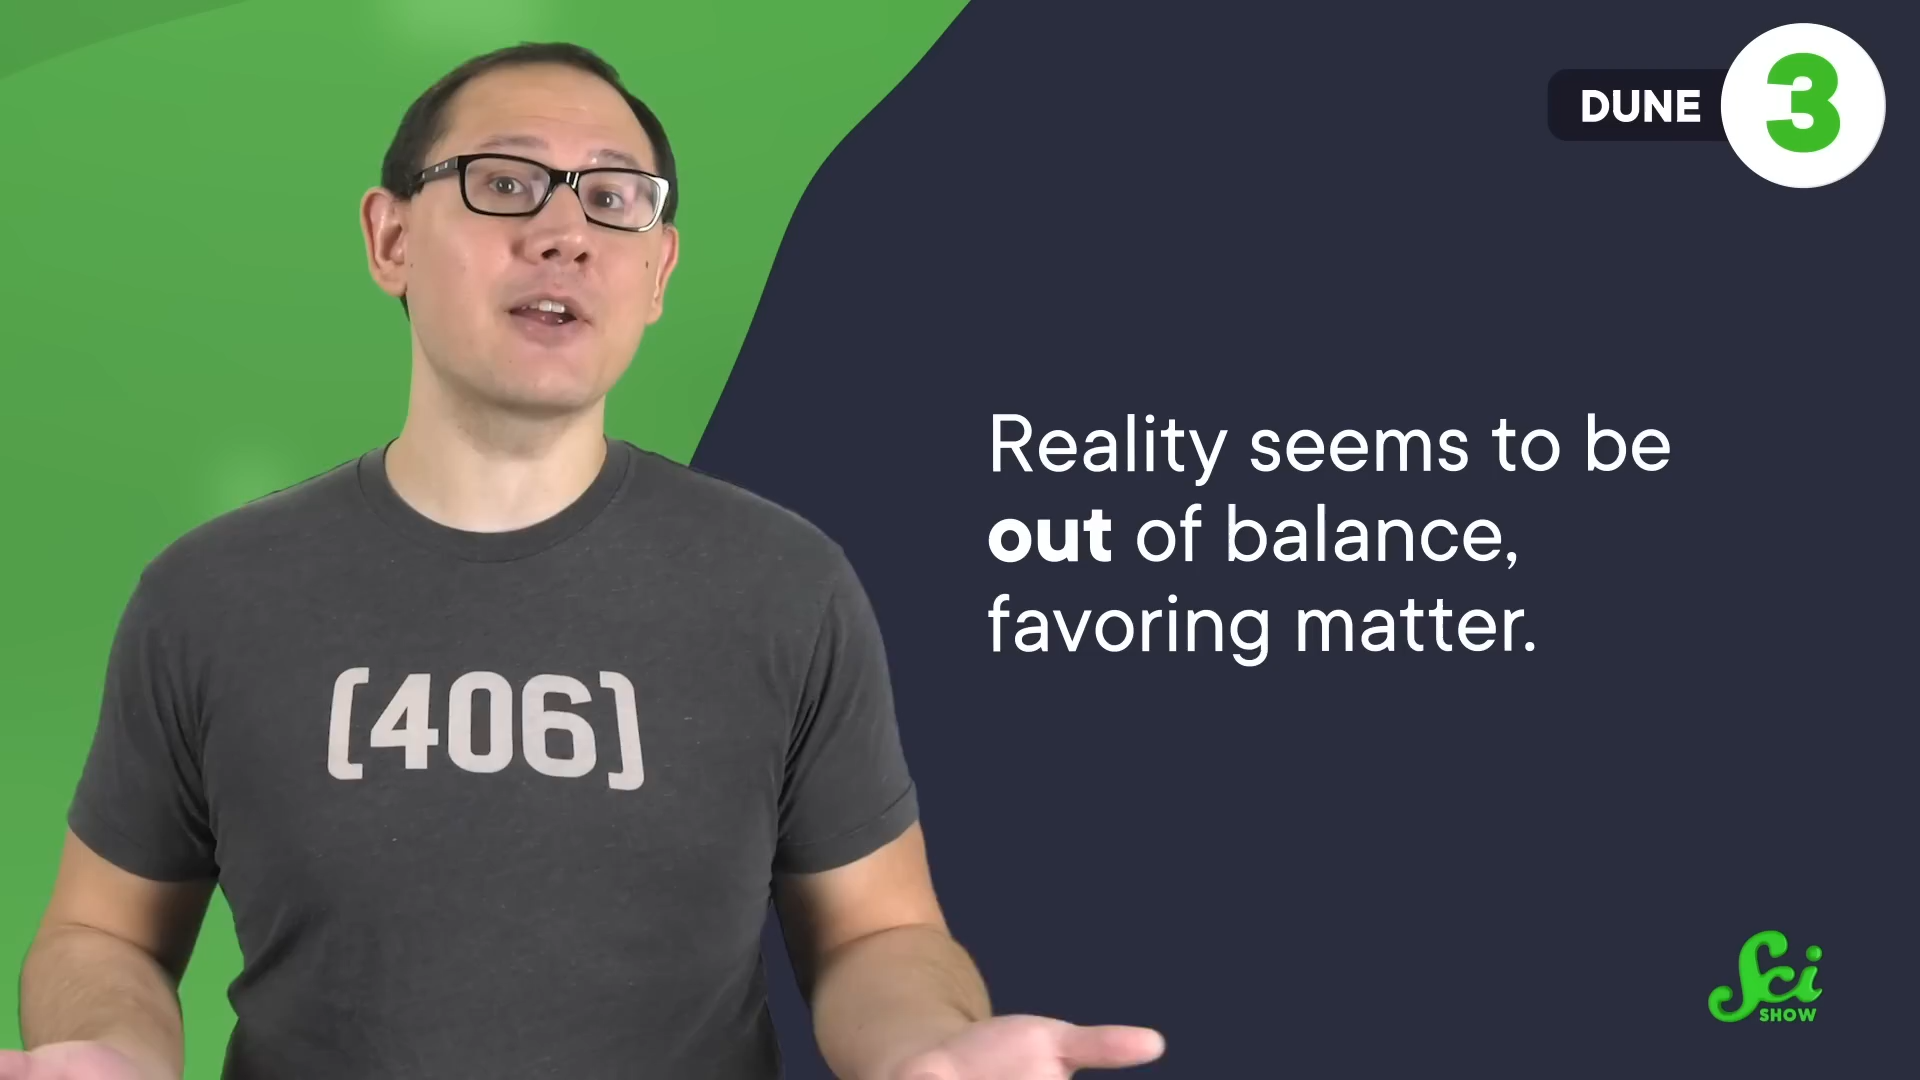 DUNE 3
Reality seems to be
out of balance,
favoring matter.
[406]
Sci
SHOW